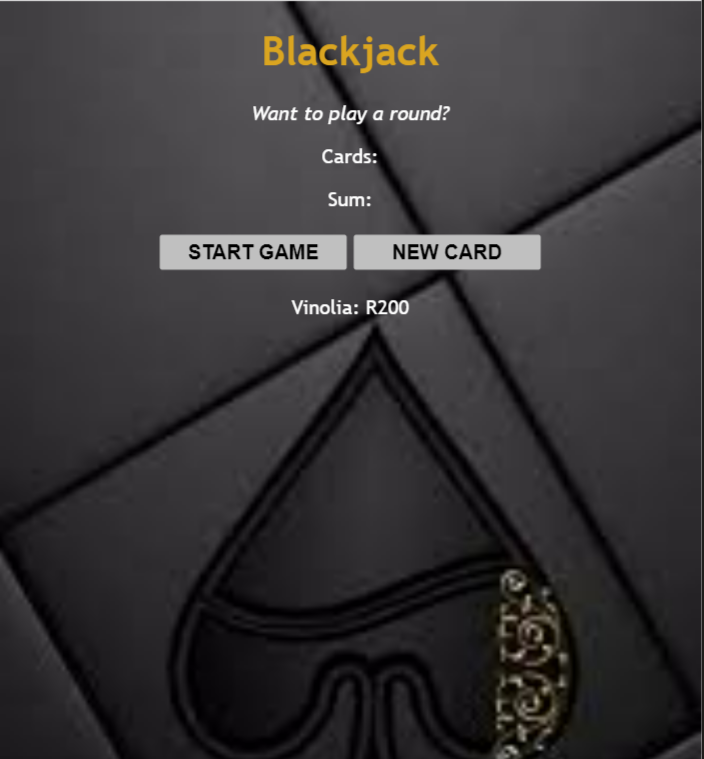 Blackjack
Want to play a round?
Cards:
Sum:
START GAME NEW CARD
Vinolia: R200